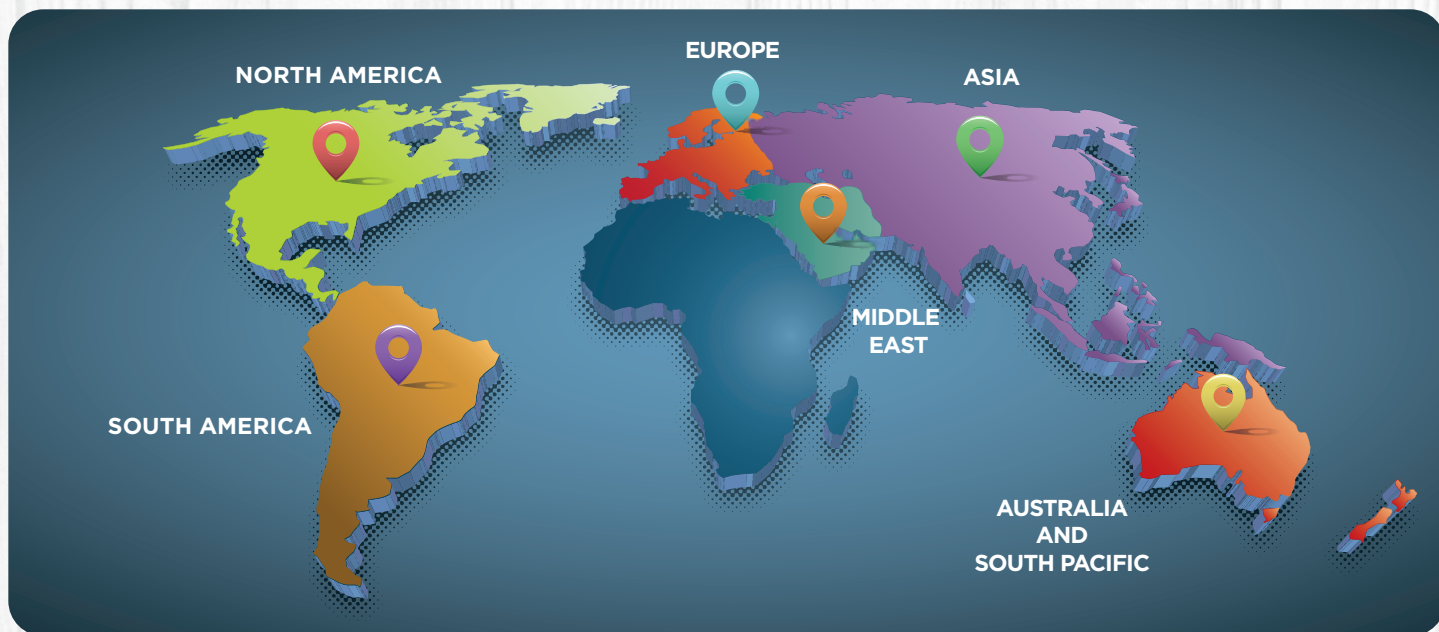 NORTH AMERICA
EUROPE
ASIA
MIDDLE
EAST
SOUTH AMERICA
AUSTRALIA
AND
SOUTH PACIFIC